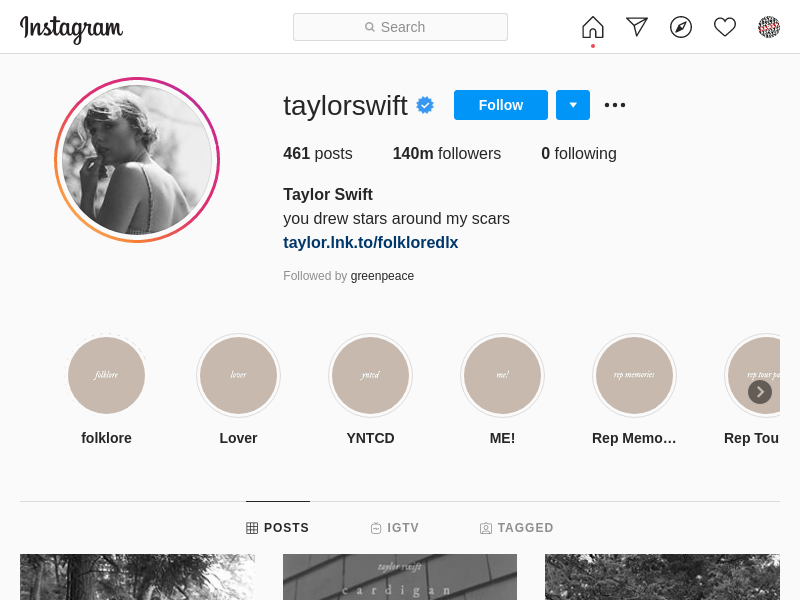 Instagram
Search
taylorswift
Follow
461 posts 140m followers 0 following
Taylor Swift
you drew stars around my scars
taylor.lnk.to/folkloredlx
Followed by greenpeace
folklore lover yntcd me! rep memories rep tour
folklore Lover YNTCD ME! Rep Memo… Rep Tou
POSTS IGTV TAGGED
taylor swift
cardigan